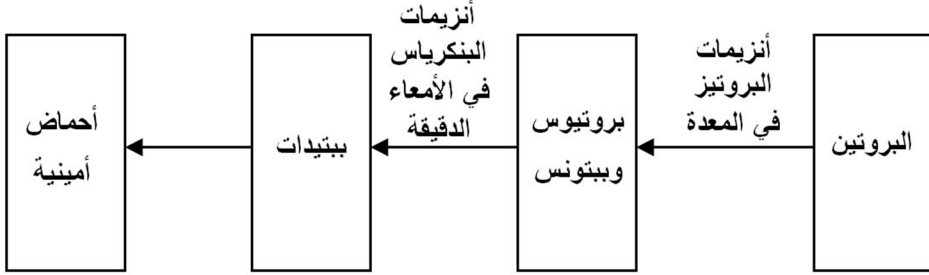 البروتين
أنزيمات
البروتيز
في المعدة
بروتيوس
وببتونس
أنزيمات
البنكرياس
في الأمعاء
الدقيقة
ببتيدات
أحماض
أمينية